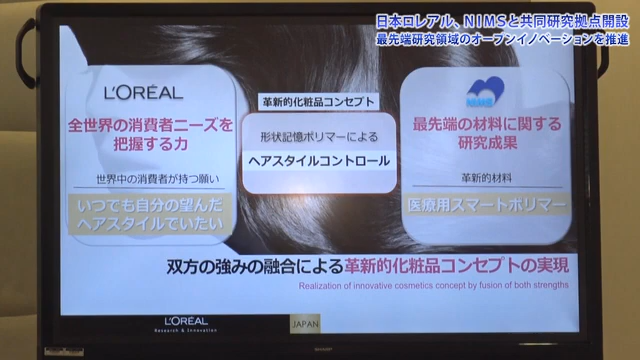 日本ロレアル、NIMSと共同研究拠点開設
最先端研究領域のオープンイノベーションを推進
L'ORÉAL
全世界の消費者ニーズを
把握する力
世界中の消費者が持つ願い
いつでも自分の望んだ
ヘアスタイルでいたい
革新的化粧品コンセプト
形状記憶ポリマーによる
ヘアスタイルコントロール
NIMS
最先端の材料に関する
研究成果
革新的材料
医療用スマートポリマー
双方の強みの融合による革新的化粧品コンセプトの実現
Realization of innovative cosmetics concept by fusion of both strengths
L'ORÉAL
Research & Innovation
JAPAN
SHARP